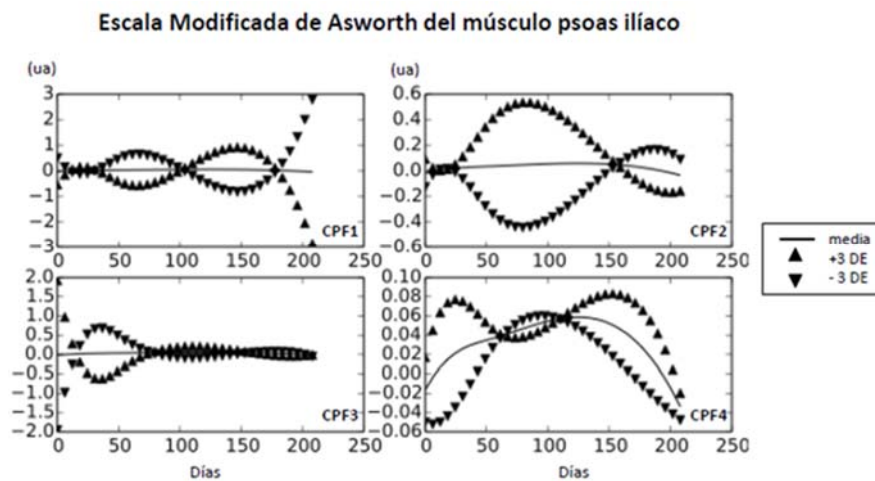 Escala Modificada de Asworth del músculo psoas ilíaco
(ua)
(ua)
3
2
1
0
−1
−2
−3
0 50 100 150 200 250
CPF1
0.6
0.4
0.2
0.0
−0.2
−0.4
−0.6
0 50 100 150 200 250
CPF2
2.0
1.5
1.0
0.5
0.0
0.5
1.0
1.5
2.0
0 50 100 150 200 250
CPF3
Días
0.10
0.08
0.06
0.04
0.02
0.00
−0.02
−0.04
−0.06
0 50 100 150 200 250
CPF4
Días
media
+3 DE
- 3 DE